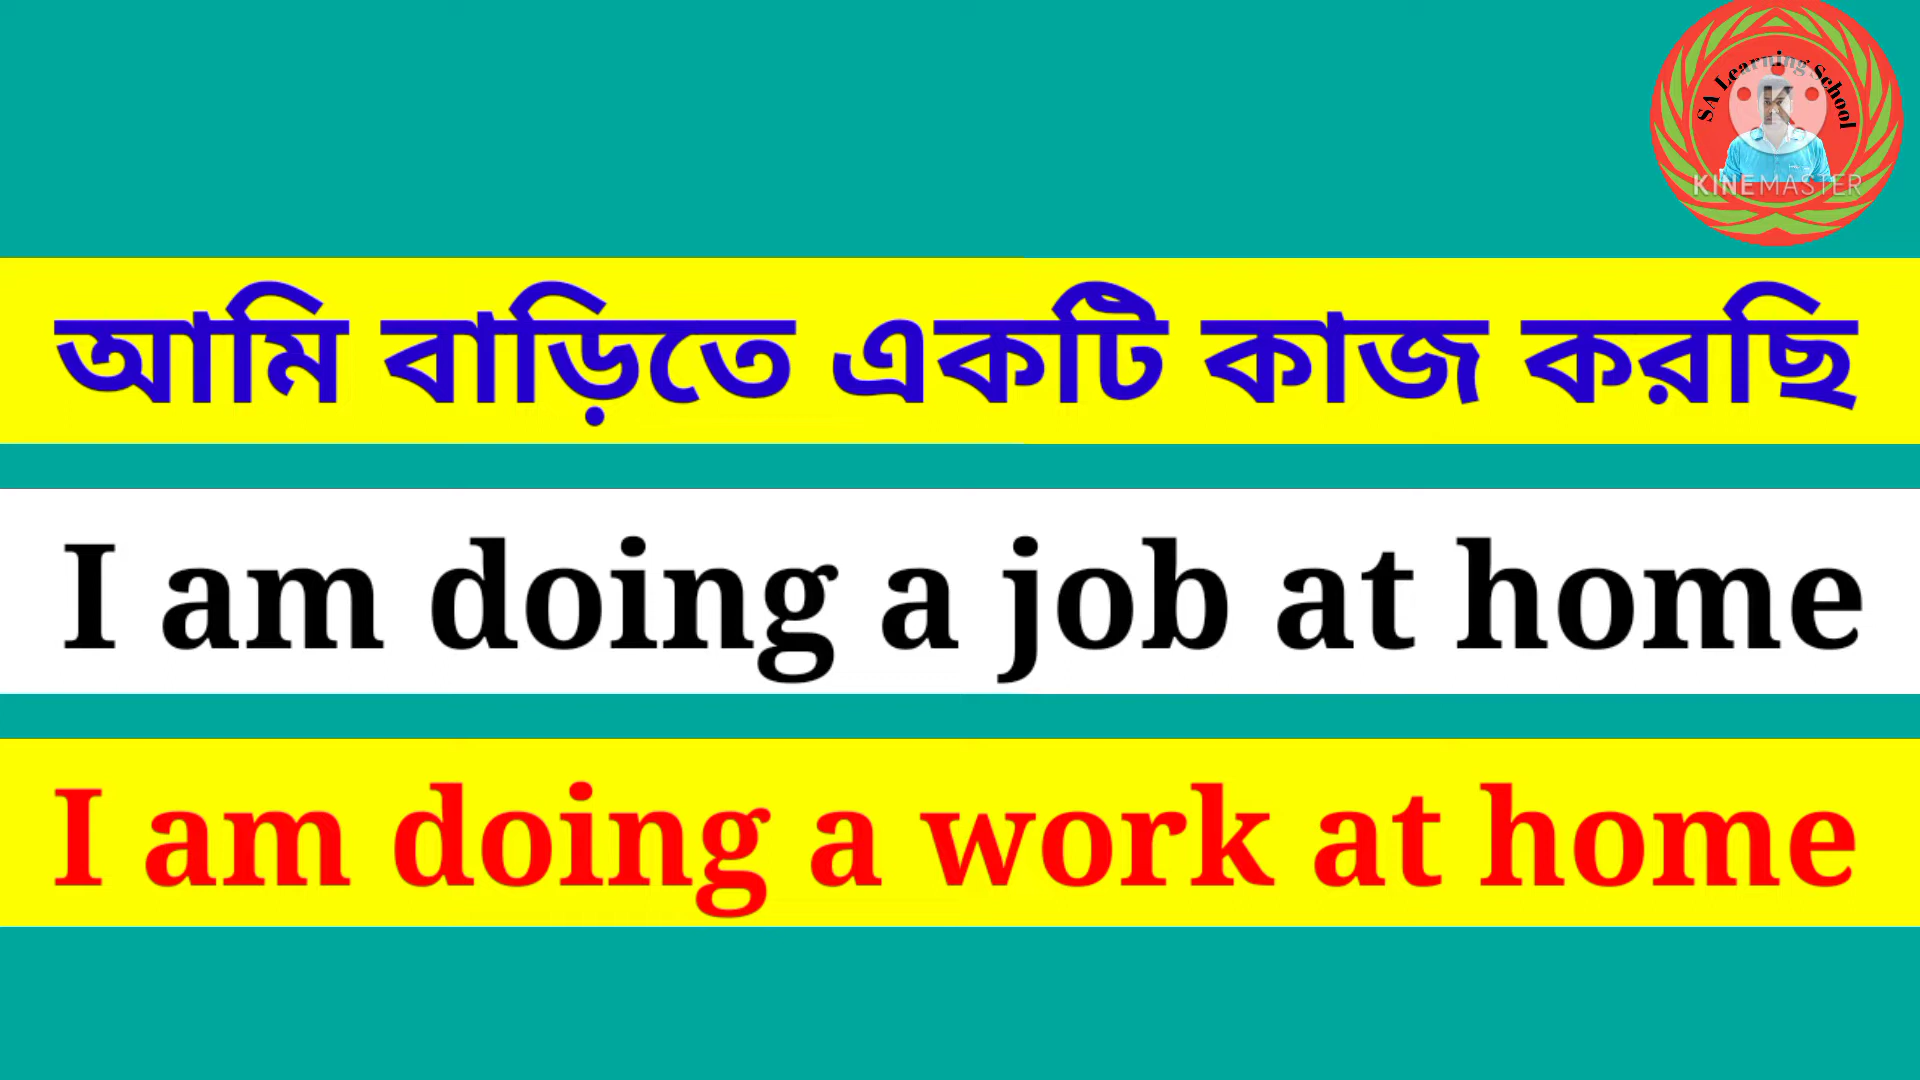 SA Learning School
KINEMASTER
আমি বাড়িতে একটি কাজ করছি
I am doing a job at home
I am doing a work at home